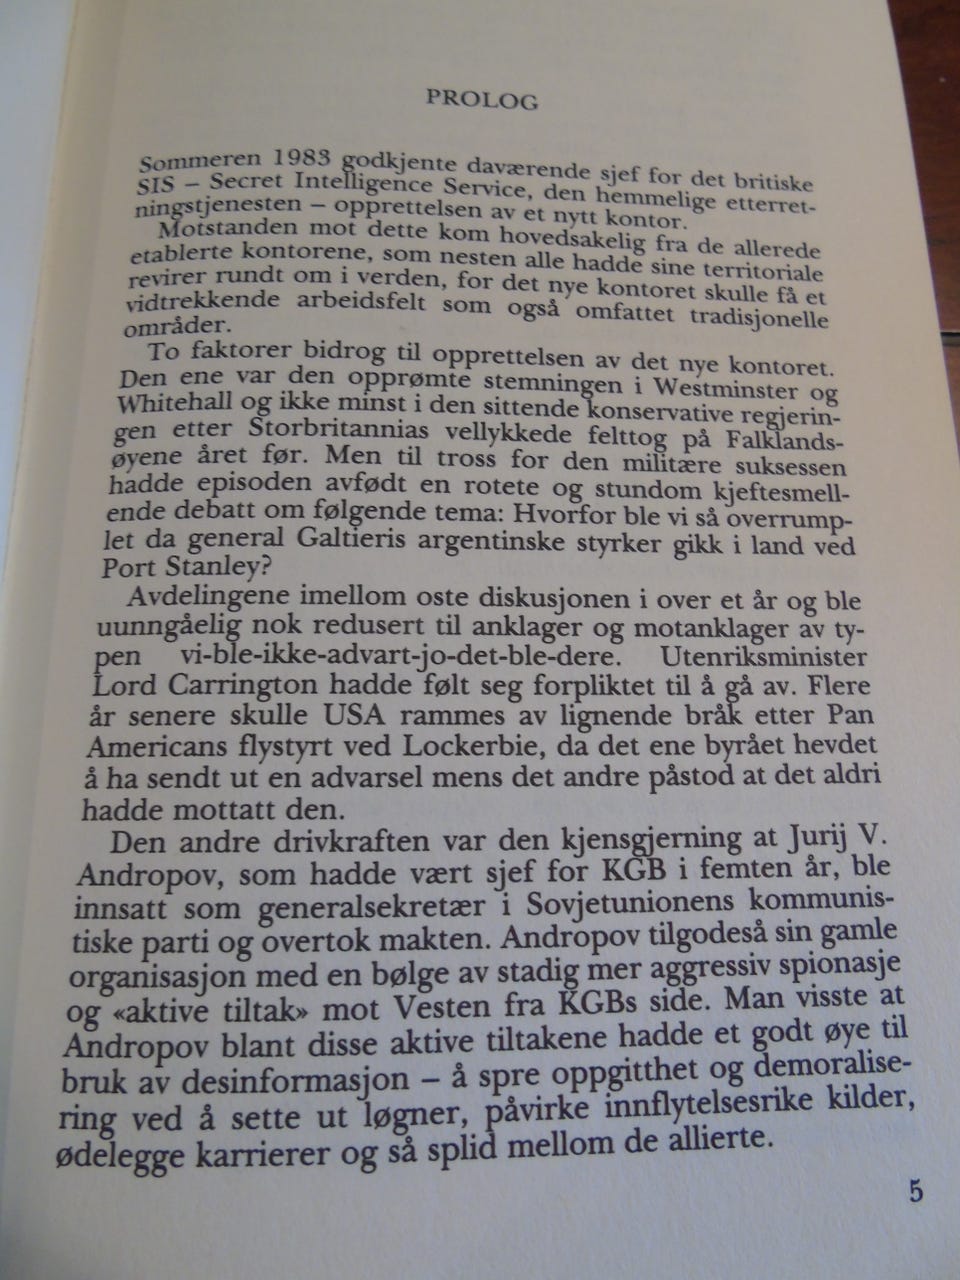 PROLOG
Sommeren 1983 godkjente daværende sjef for det britiske
SIS – Secret Intelligence Service, den hemmelige etterret-
ningstjenesten – opprettelsen av et nytt kontor.
Motstanden mot dette kom hovedsakelig fra de allerede
etablerte kontorene, som nesten alle hadde sine territoriale
revirer rundt om i verden, for det nye kontoret skulle få et
vidtrekkende arbeidsfelt som også omfattet tradisjonelle
områder.
To faktorer bidrog til opprettelsen av det nye kontoret.
Den ene var den opprømte stemningen i Westminster og
Whitehall og ikke minst i den sittende konservative regjerin-
gen etter Storbritannias vellykkede felttog på Falklands-
øyene året før. Men til tross for den militære suksessen
hadde episoden avfødt en rotete og stundom kjeftesmell-
ende debatt om følgende tema: Hvorfor ble vi så overrump-
let da general Galtieris argentinske styrker gikk i land ved
Port Stanley?
Avdelingene imellom oste diskusjonen i over et år og ble
uunngåelig nok redusert til anklager og motanklager av ty-
pen vi-ble-ikke-advart-jo-det-ble-dere. Utenriksminister
Lord Carrington hadde følt seg forpliktet til å gå av. Flere
år senere skulle USA rammes av lignende bråk etter Pan
Americans flystyrt ved Lockerbie, da det ene byrået hevdet
å ha sendt ut en advarsel mens det andre påstod at det aldri
hadde mottatt den.
Den andre drivkraften var den kjensgjerning at Jurij V.
Andropov, som hadde vært sjef for KGB i femten år, ble
innsatt som generalsekretær i Sovjetunionens kommunis-
tiske parti og overtok makten. Andropov tilgodeså sin gamle
organisasjon med en bølge av stadig mer aggressiv spionasje
og «aktive tiltak» mot Vesten fra KGBs side. Man visste at
Andropov blant disse aktive tiltakene hadde et godt øye til
bruk av desinformasjon – å spre oppgitthet og demoralise-
ring ved å sette ut løgner, påvirke innflytelsesrike kilder,
ødelegge karrierer og så splid mellom de allierte.
5